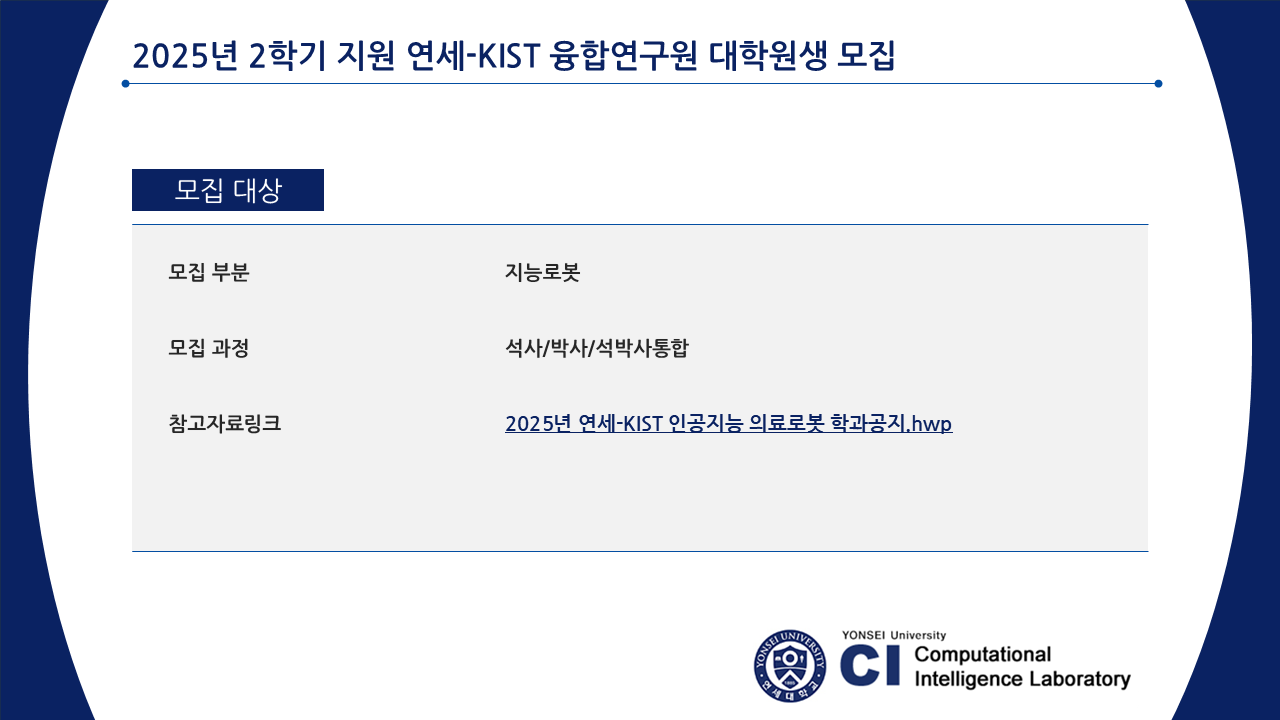 2025년 2학기 지원 연세-KIST 융합연구원 대학원생 모집
모집 대상
모집 부분 지능로봇
모집 과정 석사/박사/석박사통합
참고자료링크 2025년 연세-KIST 인공지능 의료로봇 학과공지.hwp
YONSEI UNIVERSITY
1885
연세대학교
YONSEI University
CI Computational
Intelligence Laboratory